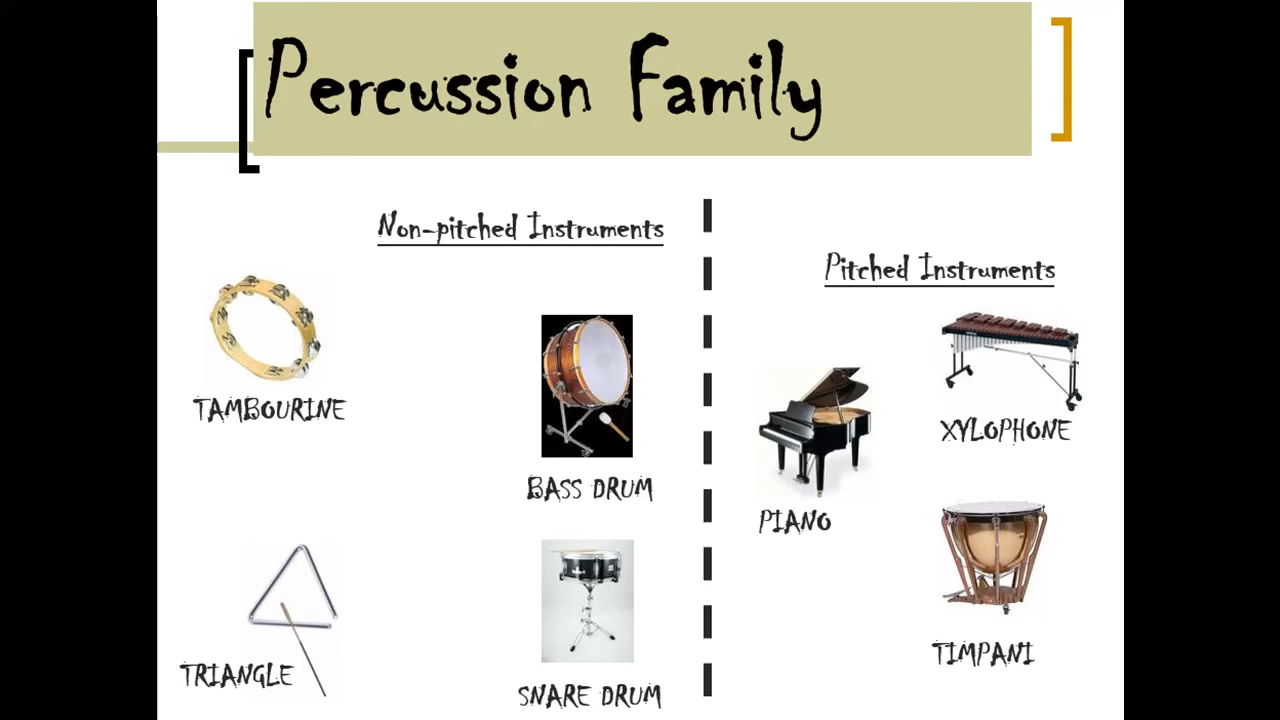 Percussion Family
Non-pitched Instruments
TAMBOURINE
BASS DRUM
TRIANGLE
SNARE DRUM
Pitched Instruments
XYLOPHONE
PIANO
TIMPANI